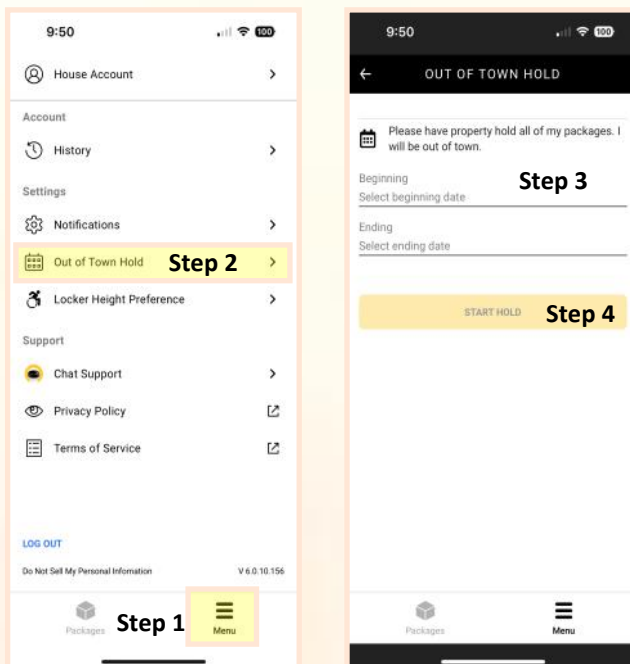 9:50
100
House Account
Account
History
Settings
Notifications
Out of Town Hold
Step 2
Locker Height Preference
Support
Chat Support
Privacy Policy
Terms of Service
LOG OUT
Do Not Sell My Personal Infomation
V 6.0.10.156
Packages
Step 1
Menu
9:50
100
OUT OF TOWN HOLD
Please have property hold all of my packages. I
will be out of town.
Beginning
Step 3
Select beginning date
Ending
Select ending date
START HOLD
Step 4
Packages
Menu